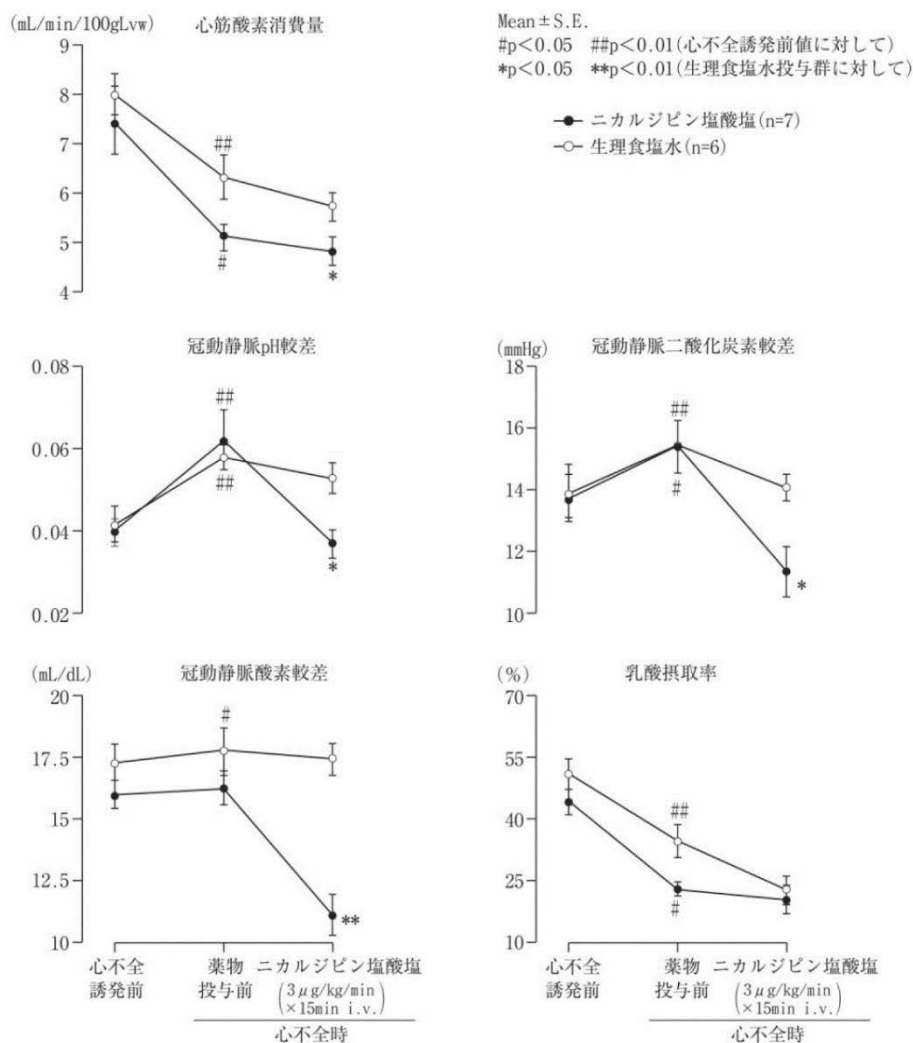 (mL/min/100gLvw) 心筋酸素消費量
9
8
7
6
5
4
##
#
*
Mean±S.E.
#p<0.05 ##p<0.01(心不全誘発前値に対して)
*p<0.05 **p<0.01(生理食塩水投与群に対して)
ニカルジピン塩酸塩(n=7)
生理食塩水(n=6)
冠動静脈pH較差
0.08
0.06
0.04
0.02
##
##
*
(mmHg) 冠動静脈二酸化炭素較差
18
16
14
12
10
##
#
*
(mL/dL) 冠動静脈酸素較差
20
17.5
15
12.5
10
#
**
心不全 薬物 ニカルジピン塩酸塩
誘発前 投与前 (3μg/kg/min
×15min i.v.)
心不全時
(%) 乳酸摂取率
70
55
40
25
10
##
#
心不全 薬物 ニカルジピン塩酸塩
誘発前 投与前 (3μg/kg/min
×15min i.v.)
心不全時